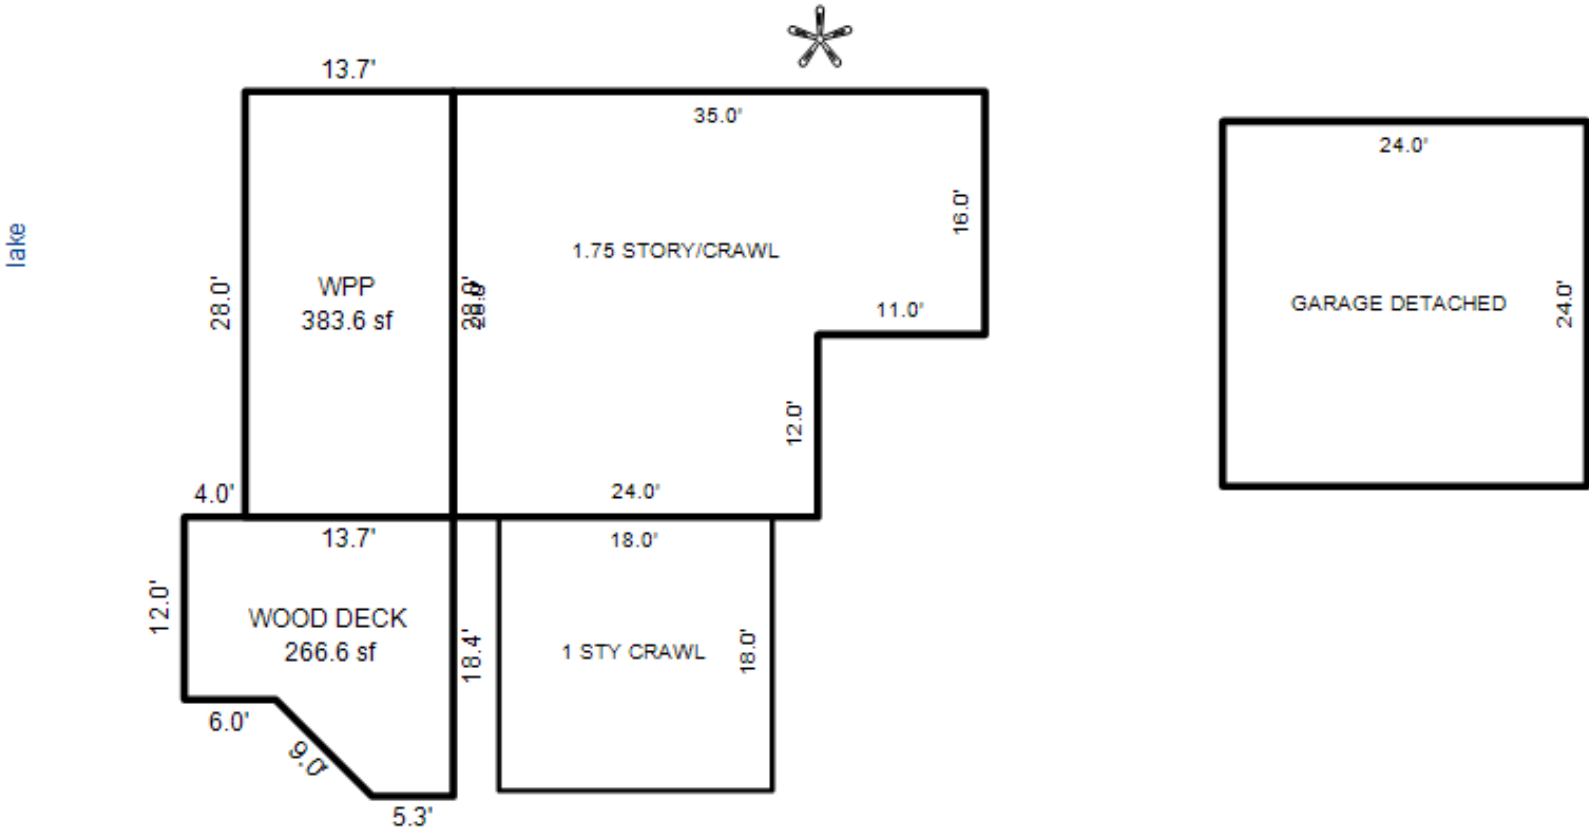 13.7'
35.0'
24.0'
16.0'
lake
1.75 STORY/CRAWL
WPP
383.6 sf
28.0'
28.0'
GARAGE DETACHED
24.0'
11.0'
12.0'
4.0'
24.0'
13.7'
18.0'
12.0'
WOOD DECK
266.6 sf
18.4'
1 STY CRAWL
18.0'
6.0'
9.0'
5.3'